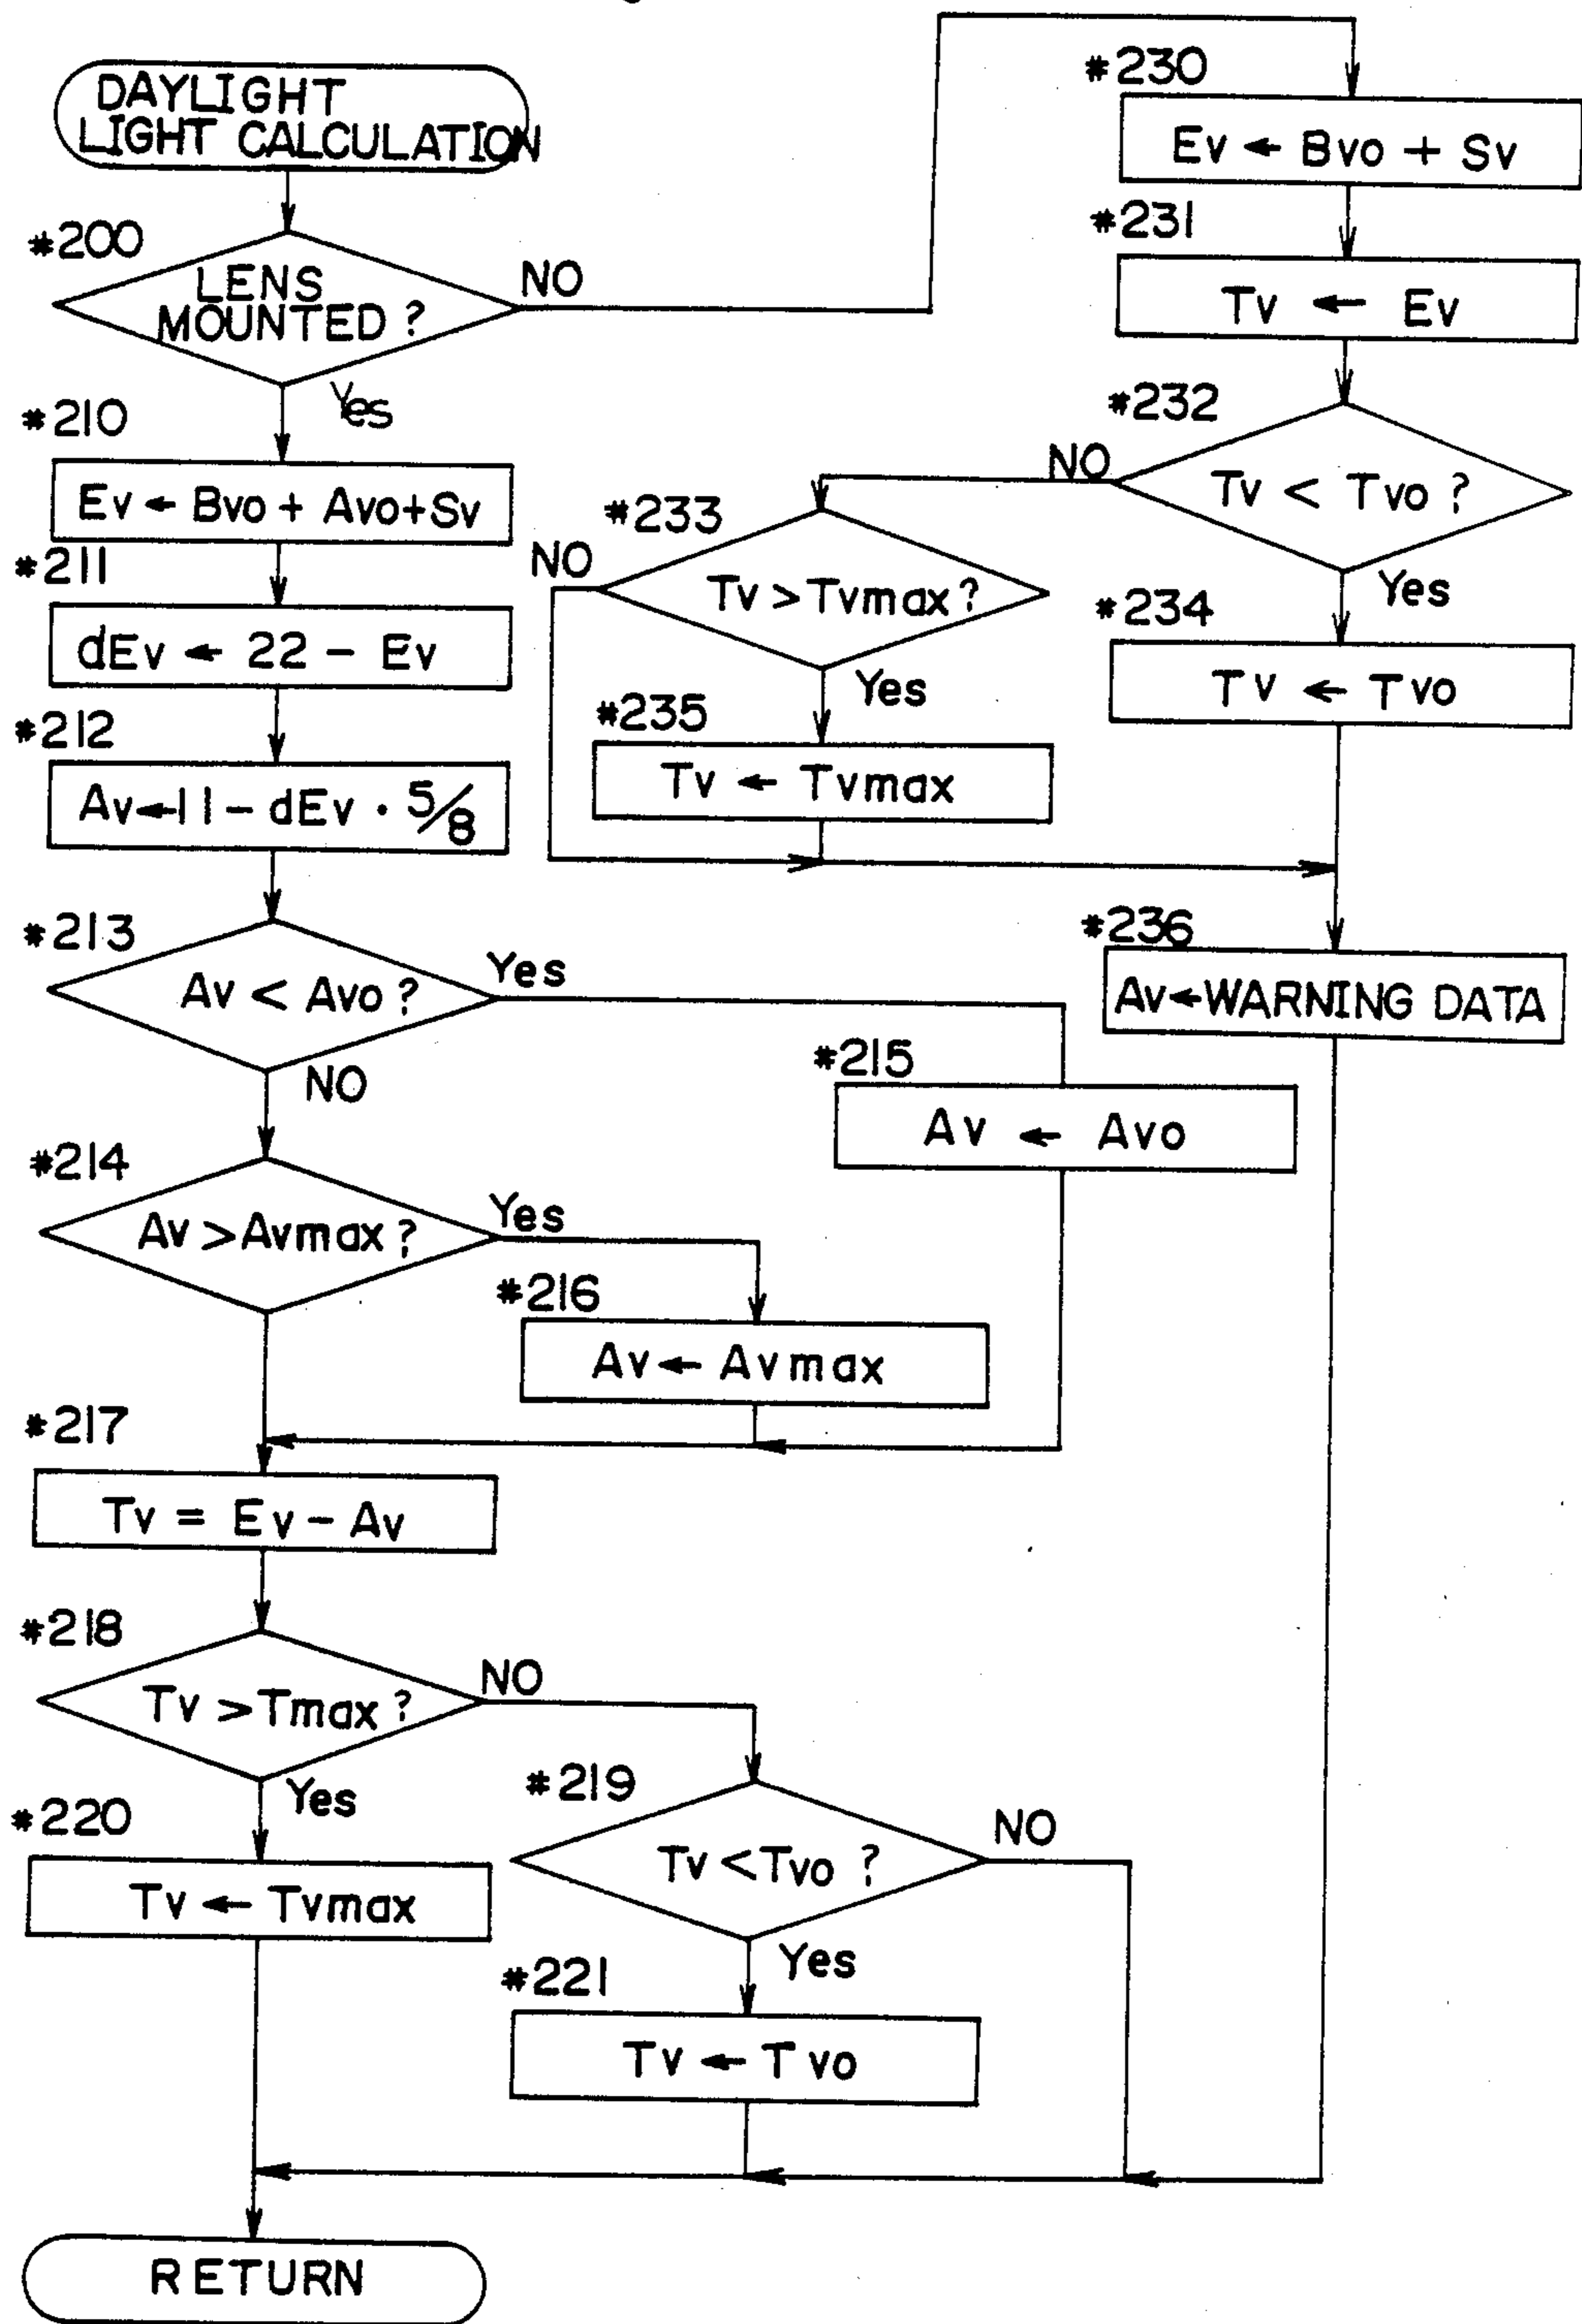 DAYLIGHT
LIGHT CALCULATION
#200
LENS
MOUNTED ?
NO
Yes
#210
Ev ← Bvo + Avo+Sv
#211
dEv ← 22 - Ev
#212
Av←11 - dEv · 5/8
#213
Av < Avo ?
Yes
NO
#215
Av ← Avo
#214
Av > Avmax ?
Yes
#216
Av ← Avmax
#217
Tv = Ev - Av
#218
Tv > Tmax ?
NO
Yes
#220
Tv ← Tvmax
#219
Tv < Tvo ?
NO
Yes
#221
Tv ← Tvo
RETURN
#230
Ev ← Bvo + Sv
#231
Tv ← Ev
#232
Tv < Tvo ?
NO
Yes
#233
Tv > Tvmax ?
NO
Yes
#234
Tv ← Tvo
#235
Tv ← Tvmax
#236
Av←WARNING DATA